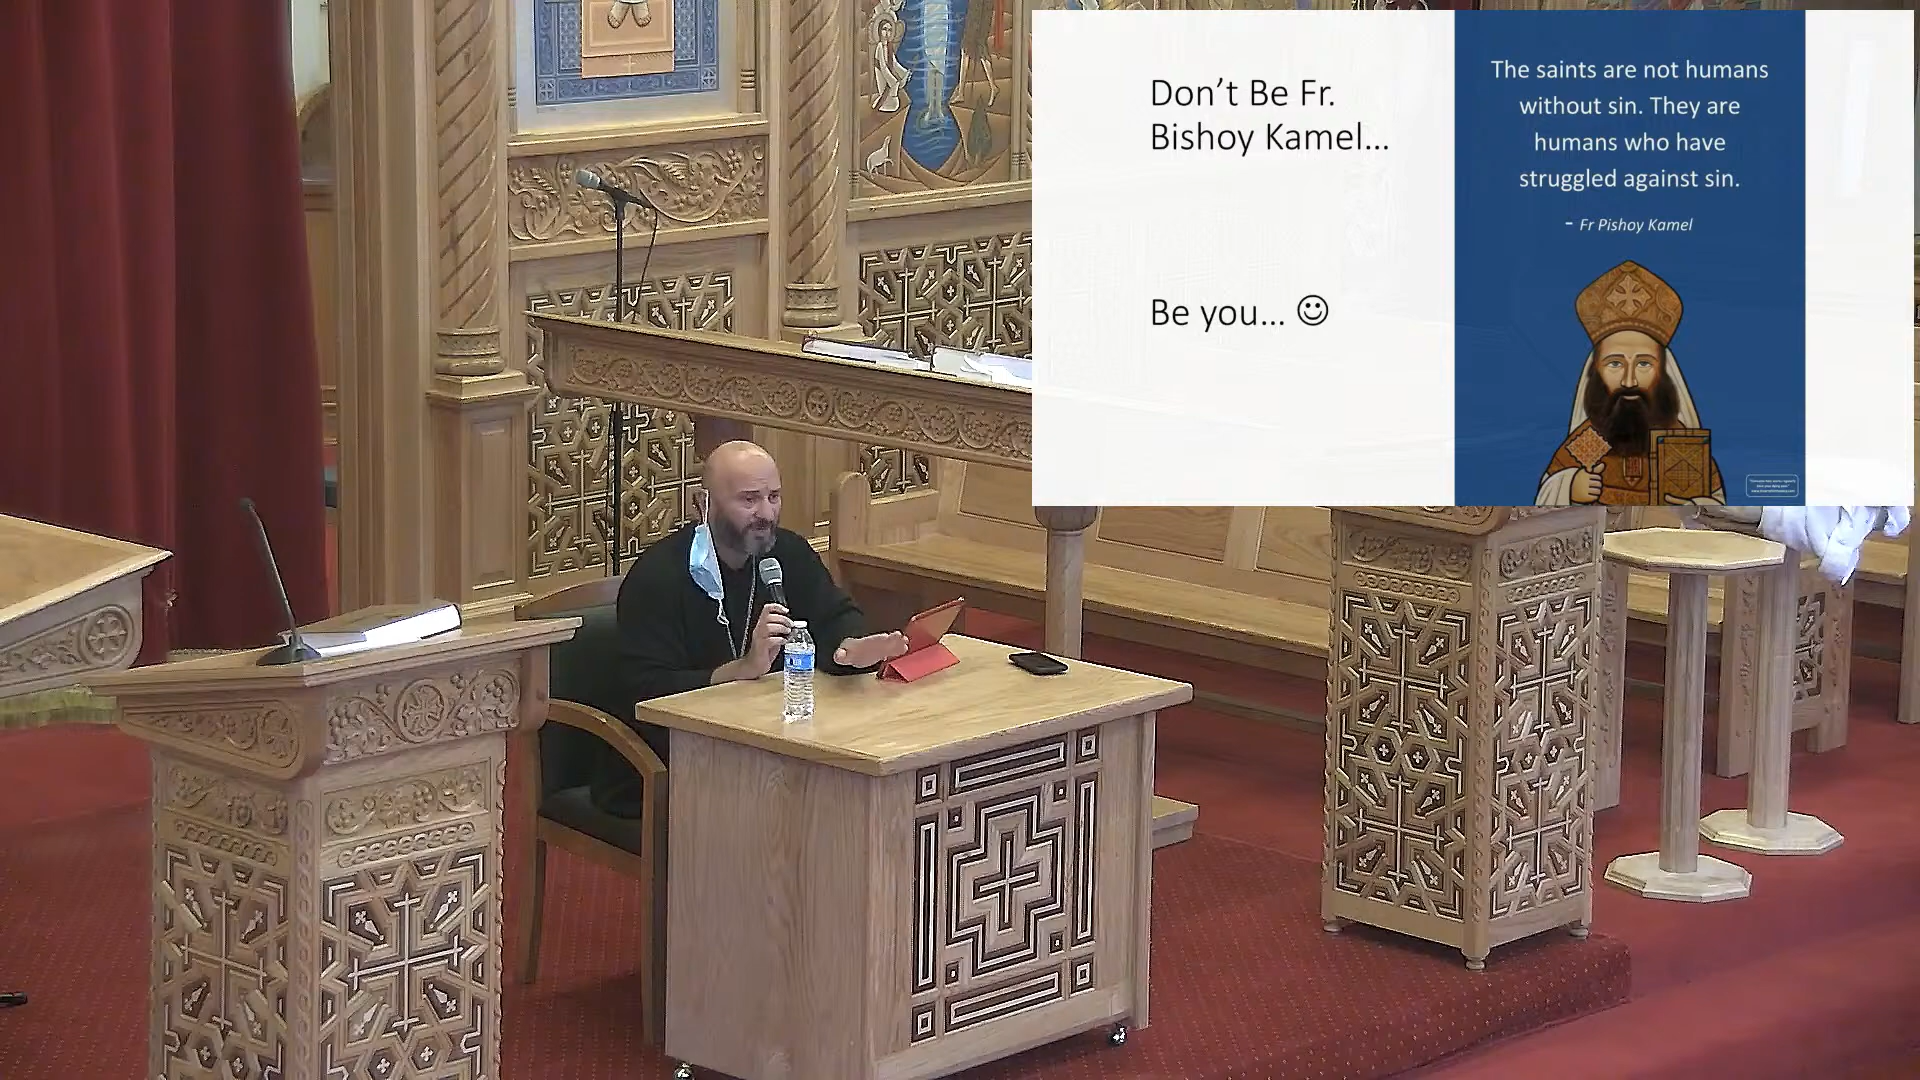 Don’t Be Fr.
Bishoy Kamel…
Be you… ☺
The saints are not humans
without sin. They are
humans who have
struggled against sin.
- Fr Pishoy Kamel